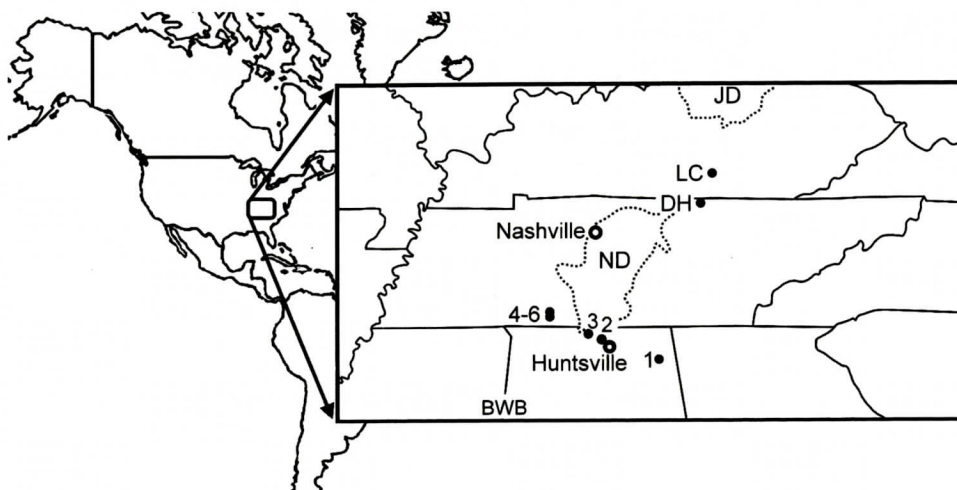 JD
LC
DH
Nashville
ND
4-6
3
2
Huntsville
1
BWB